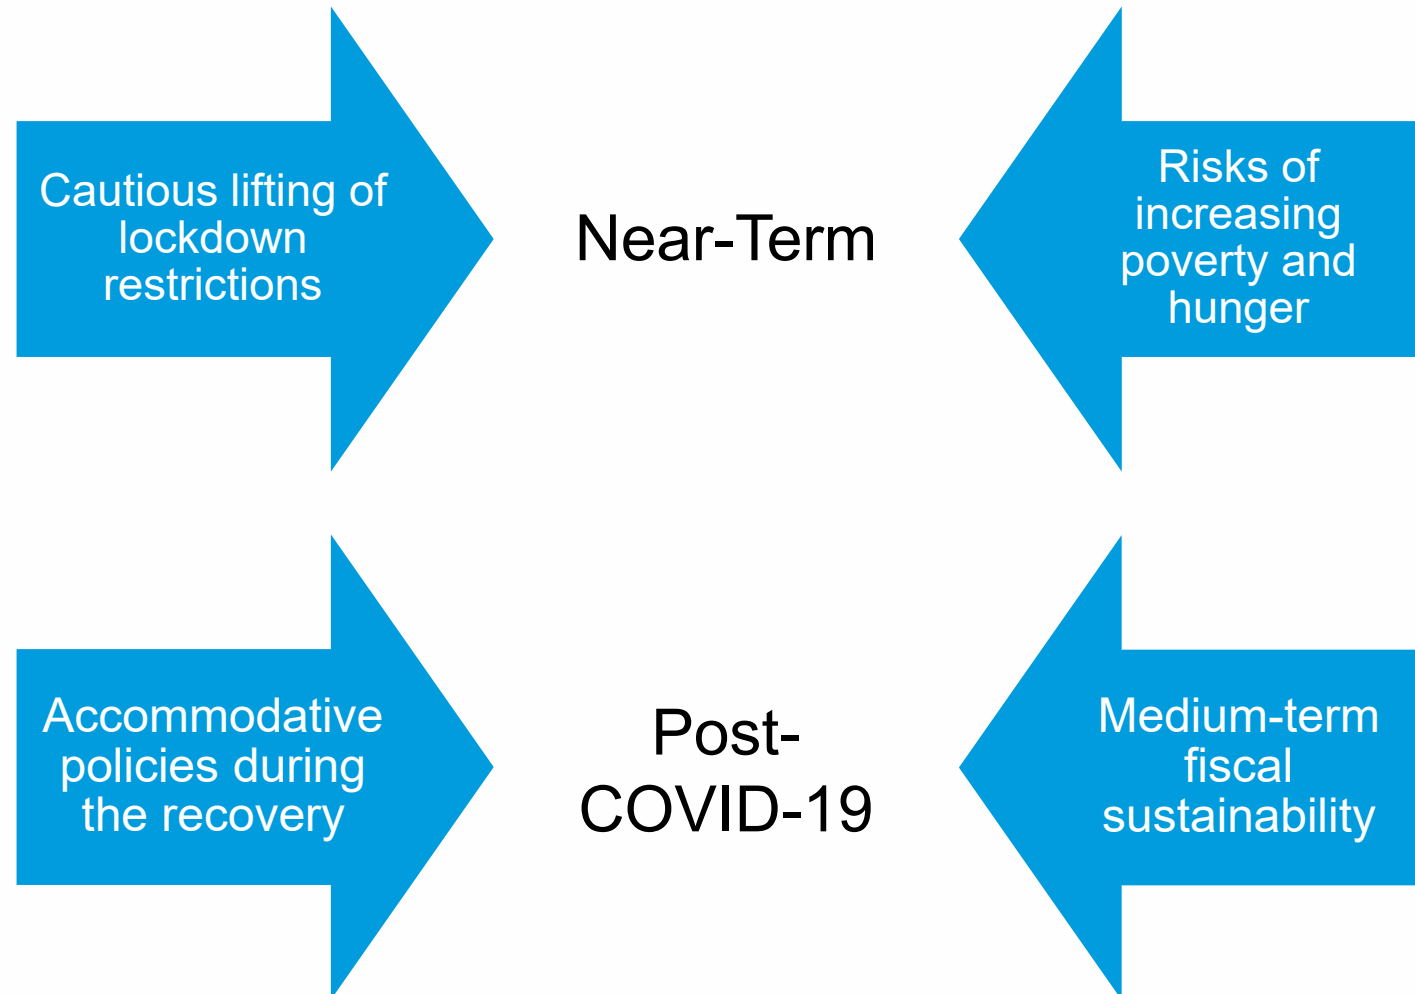 Cautious lifting of
lockdown
restrictions
Near-Term
Risks of
increasing
poverty and
hunger
Accommodative
policies during
the recovery
Post-
COVID-19
Medium-term
fiscal
sustainability